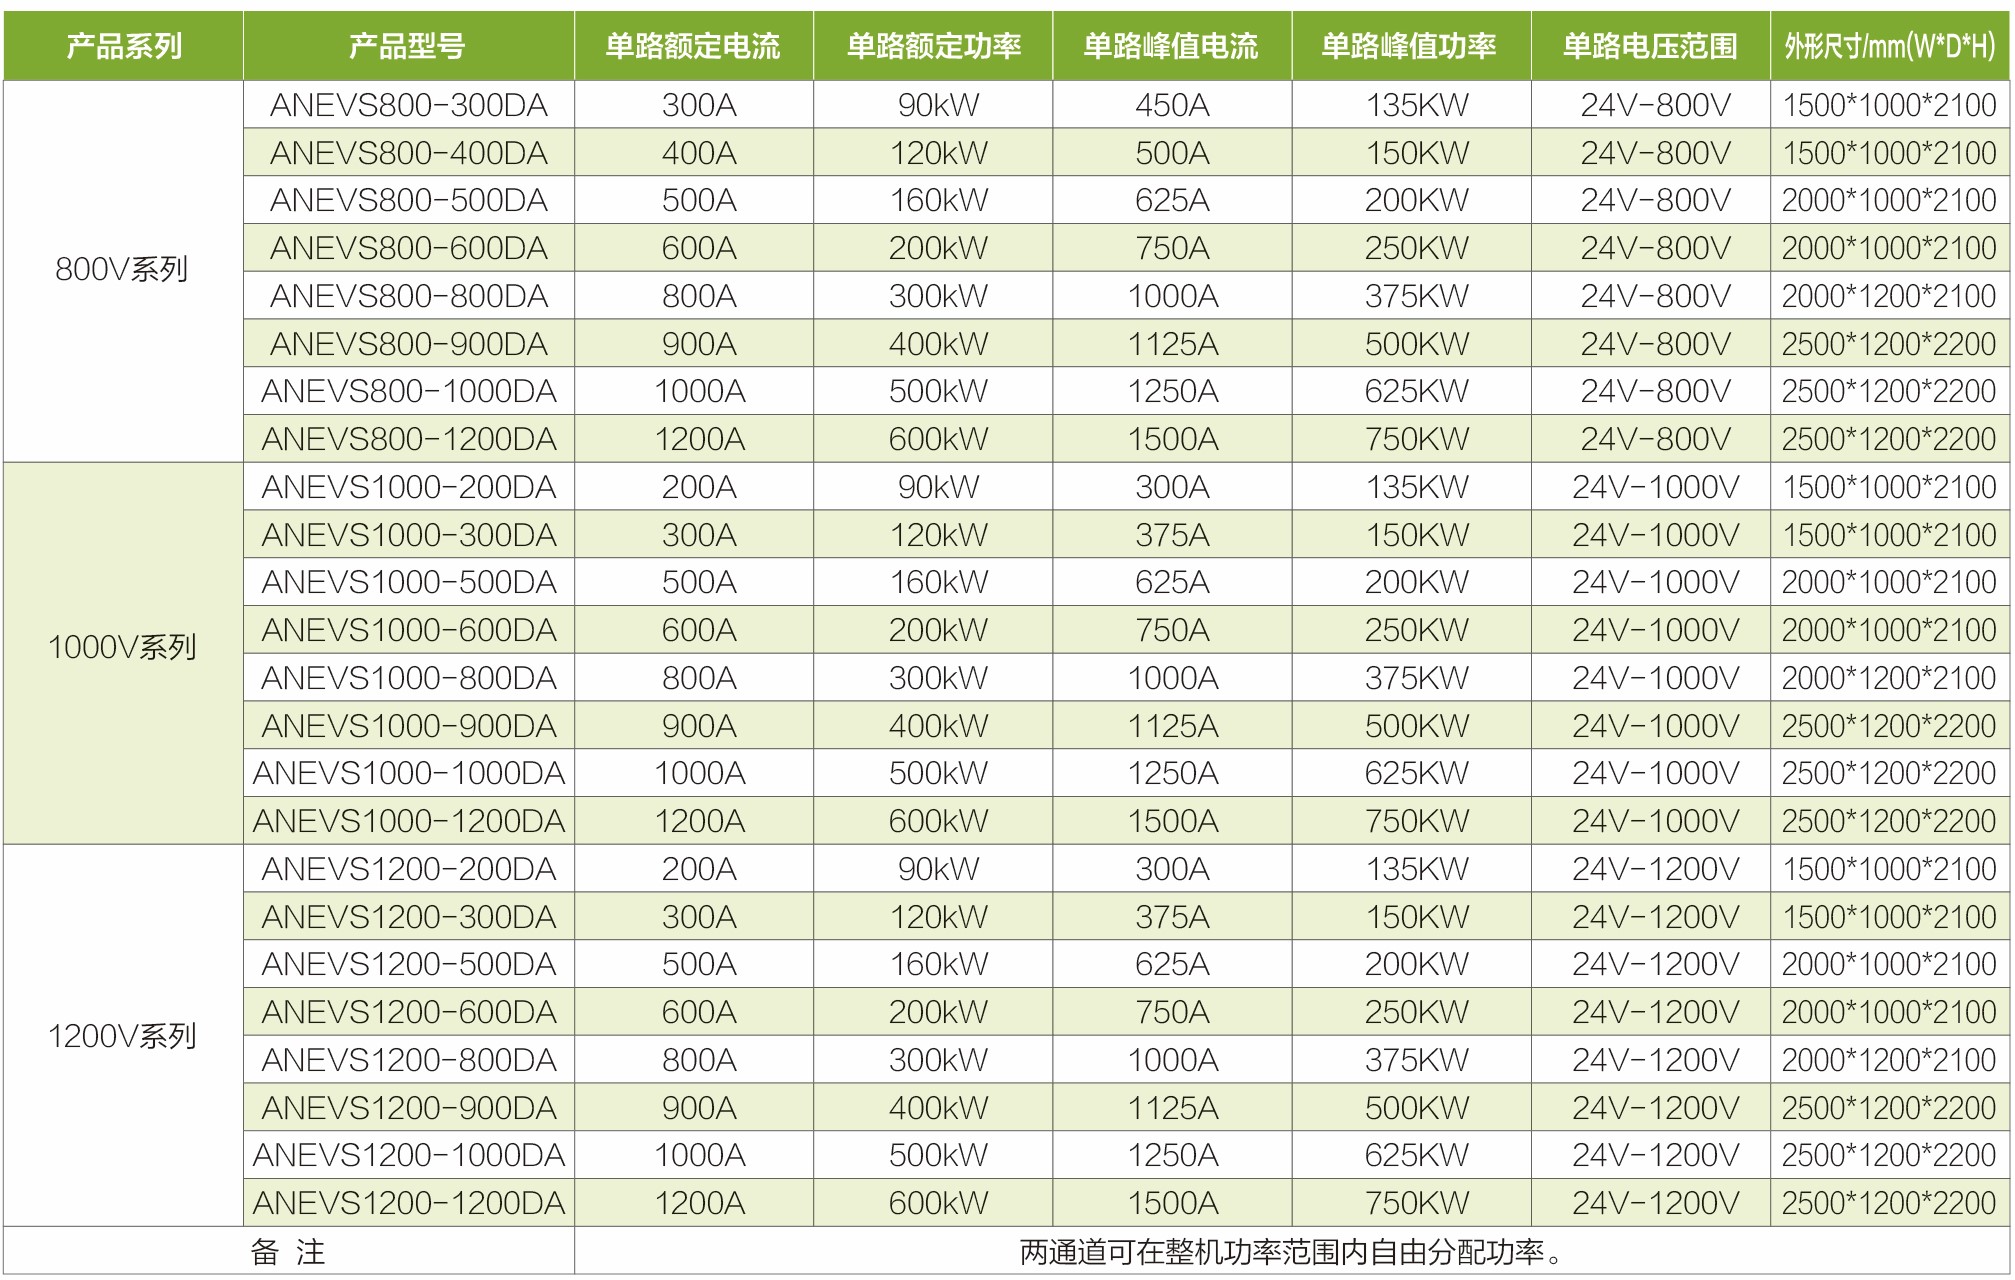 产品系列 产品型号 单路额定电流 单路额定功率 单路峰值电流 单路峰值功率 单路电压范围 外形尺寸/mm(W*D*H)
800V系列
ANEVS800-300DA 300A 90kW 450A 135KW 24V-800V 1500*1000*2100
ANEVS800-400DA 400A 120kW 500A 150KW 24V-800V 1500*1000*2100
ANEVS800-500DA 500A 160kW 625A 200KW 24V-800V 2000*1000*2100
ANEVS800-600DA 600A 200kW 750A 250KW 24V-800V 2000*1000*2100
ANEVS800-800DA 800A 300kW 1000A 375KW 24V-800V 2000*1200*2100
ANEVS800-900DA 900A 400kW 1125A 500KW 24V-800V 2500*1200*2200
ANEVS800-1000DA 1000A 500kW 1250A 625KW 24V-800V 2500*1200*2200
ANEVS800-1200DA 1200A 600kW 1500A 750KW 24V-800V 2500*1200*2200
1000V系列
ANEVS1000-200DA 200A 90kW 300A 135KW 24V-1000V 1500*1000*2100
ANEVS1000-300DA 300A 120kW 375A 150KW 24V-1000V 1500*1000*2100
ANEVS1000-500DA 500A 160kW 625A 200KW 24V-1000V 2000*1000*2100
ANEVS1000-600DA 600A 200kW 750A 250KW 24V-1000V 2000*1000*2100
ANEVS1000-800DA 800A 300kW 1000A 375KW 24V-1000V 2000*1200*2100
ANEVS1000-900DA 900A 400kW 1125A 500KW 24V-1000V 2500*1200*2200
ANEVS1000-1000DA 1000A 500kW 1250A 625KW 24V-1000V 2500*1200*2200
ANEVS1000-1200DA 1200A 600kW 1500A 750KW 24V-1000V 2500*1200*2200
1200V系列
ANEVS1200-200DA 200A 90kW 300A 135KW 24V-1200V 1500*1000*2100
ANEVS1200-300DA 300A 120kW 375A 150KW 24V-1200V 1500*1000*2100
ANEVS1200-500DA 500A 160kW 625A 200KW 24V-1200V 2000*1000*2100
ANEVS1200-600DA 600A 200kW 750A 250KW 24V-1200V 2000*1000*2100
ANEVS1200-800DA 800A 300kW 1000A 375KW 24V-1200V 2000*1200*2100
ANEVS1200-900DA 900A 400kW 1125A 500KW 24V-1200V 2500*1200*2200
ANEVS1200-1000DA 1000A 500kW 1250A 625KW 24V-1200V 2500*1200*2200
ANEVS1200-1200DA 1200A 600kW 1500A 750KW 24V-1200V 2500*1200*2200
备 注 两通道可在整机功率范围内自由分配功率。